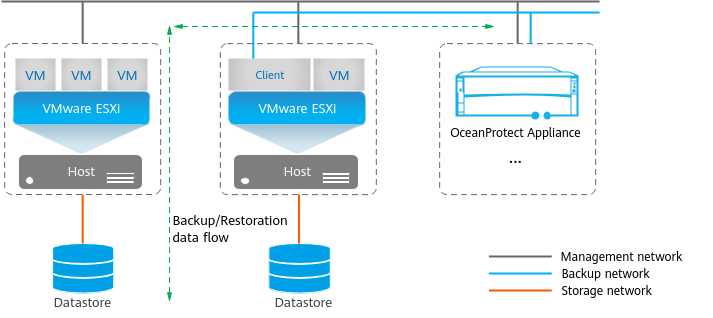 VM VM VM
VMware ESXi
Host
Datastore
Client VM
VMware ESXi
Host
Datastore
Backup/Restoration
data flow
OceanProtect Appliance
...
Management network
Backup network
Storage network